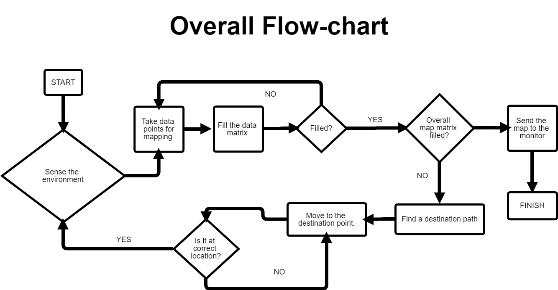 Overall Flow-chart
START
NO
Take data
points for
mapping
Fill the data
matrix
Filled?
YES
Overall
map matrix
filled?
Send the
map to the
monitor
Sense the
environment
NO
FINISH
Move to the
destination point.
Find a destination path
YES
Is it at
correct
location?
NO